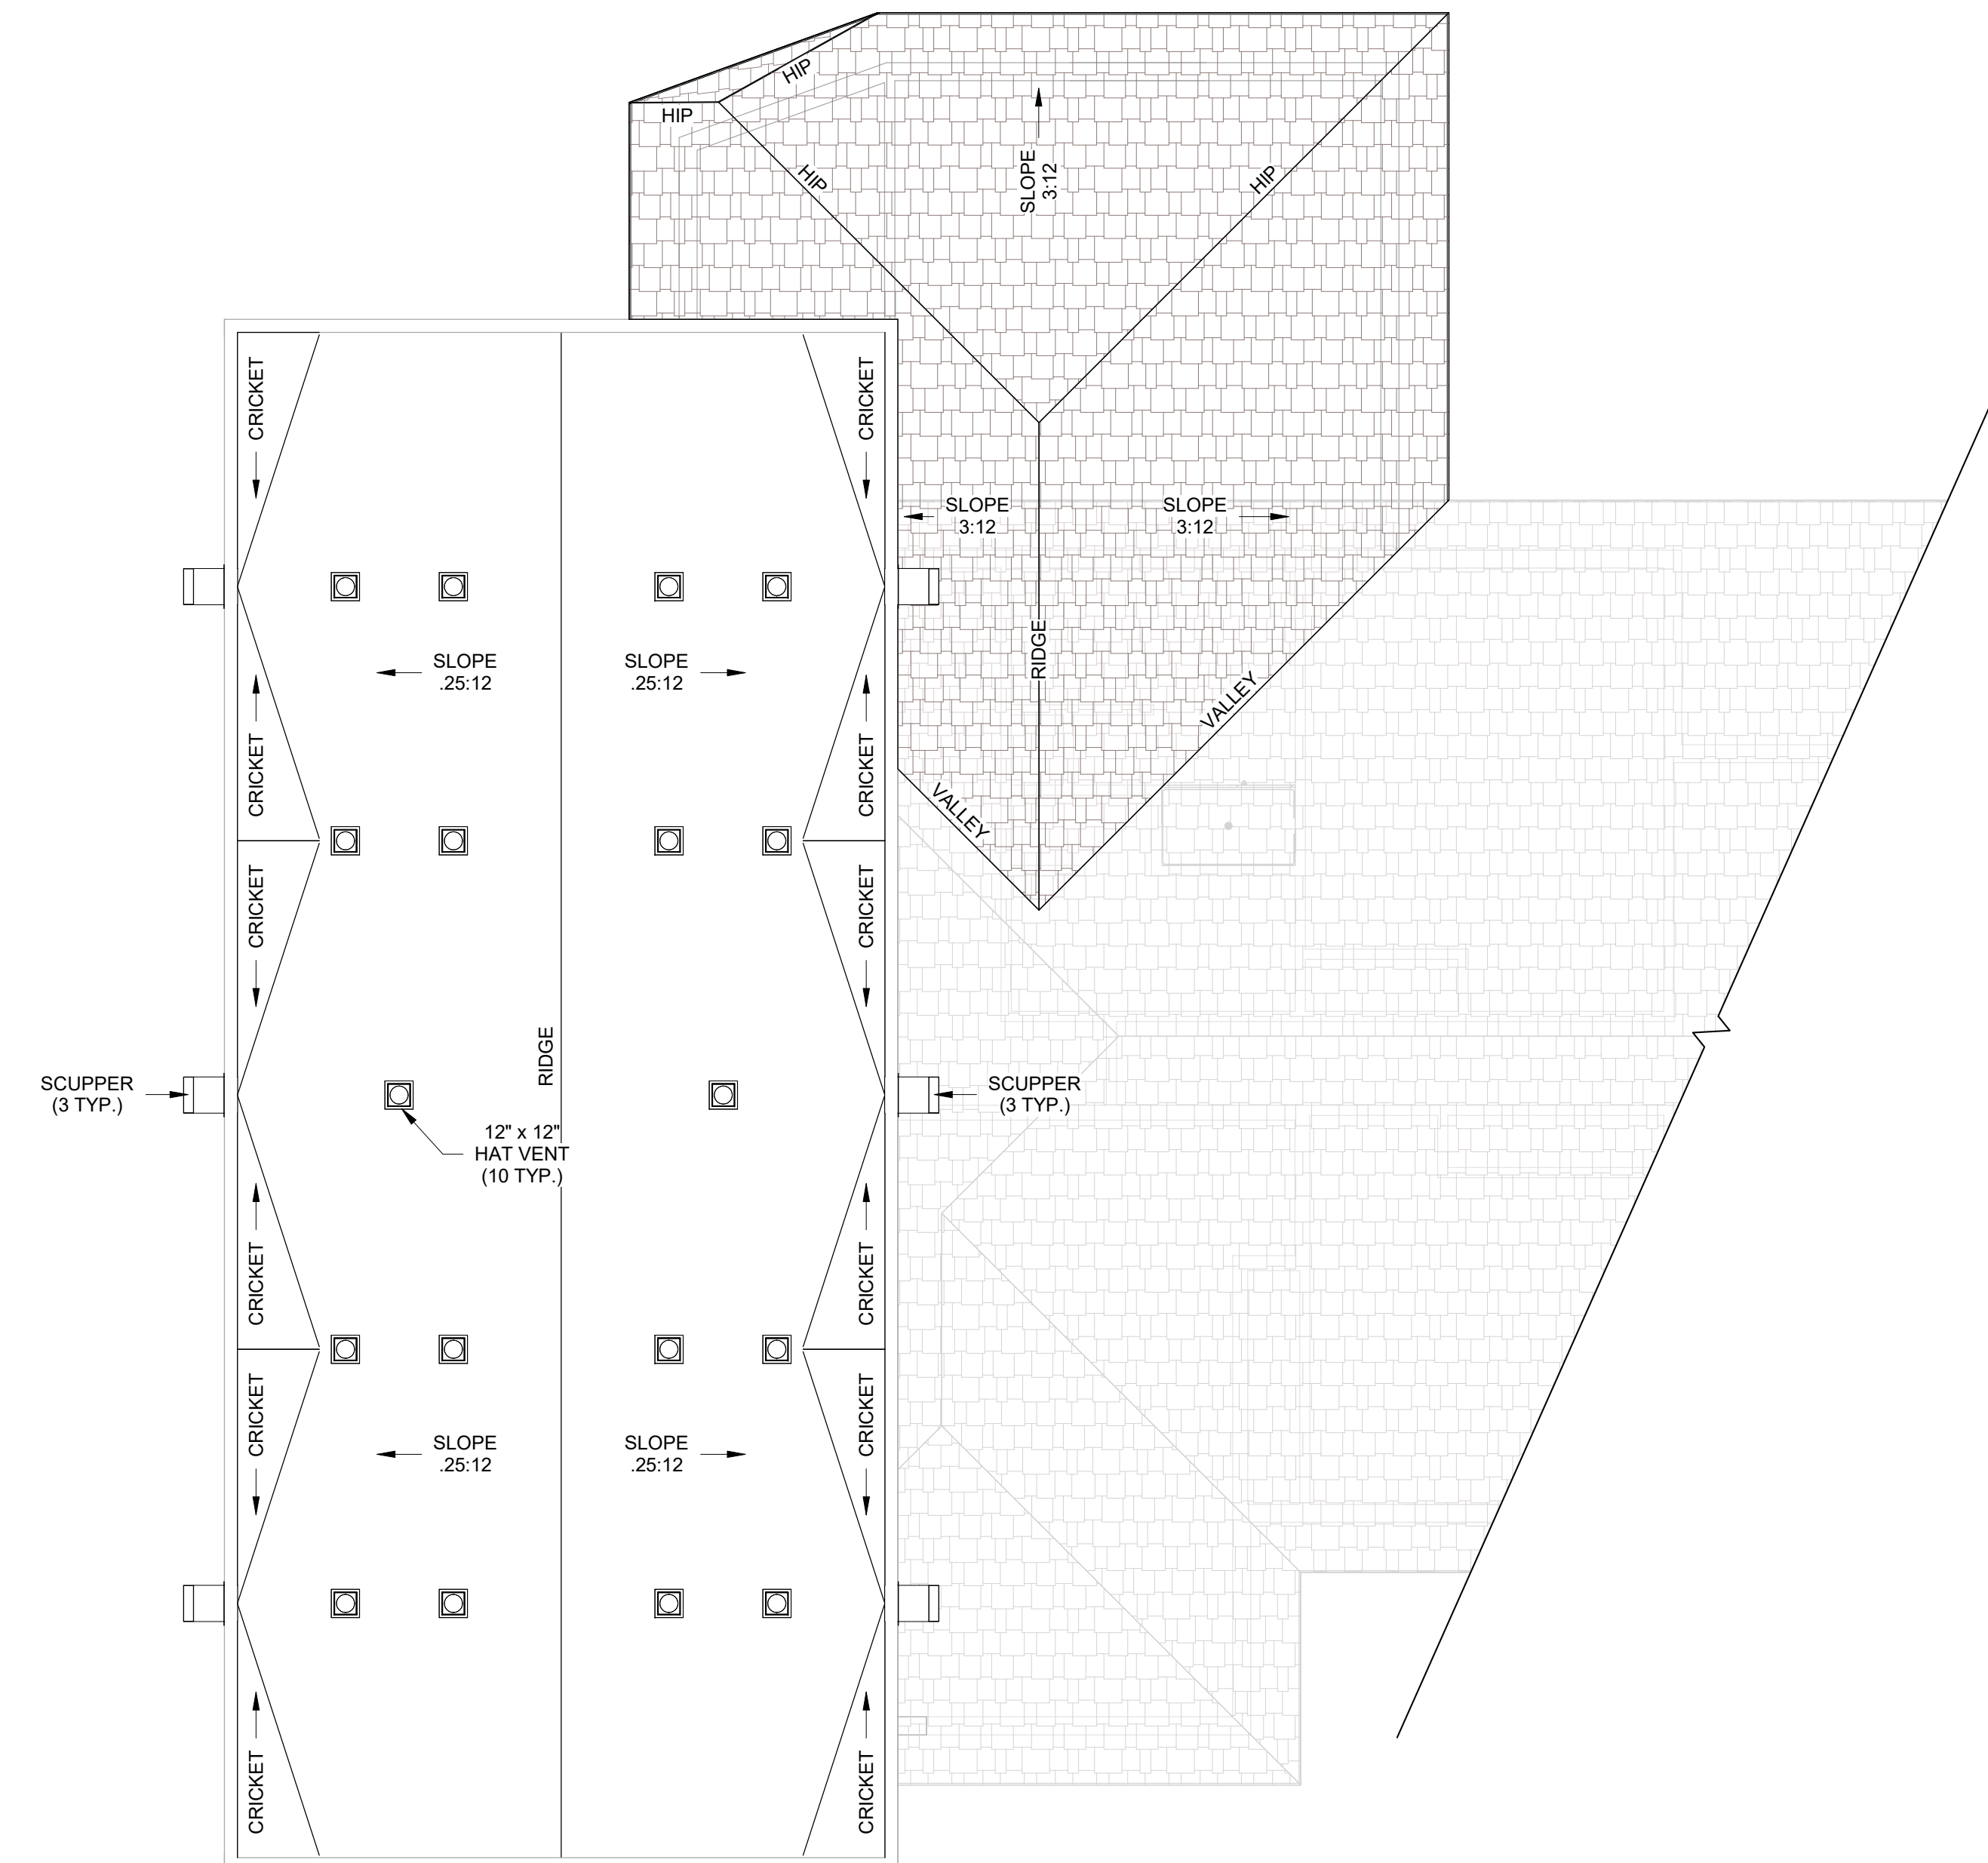 HIP
HIP
HIP
HIP
SLOPE
3:12
CRICKET
CRICKET
SLOPE
3:12
SLOPE
3:12
RIDGE
SLOPE
.25:12
SLOPE
.25:12
VALLEY
VALLEY
CRICKET
CRICKET
CRICKET
CRICKET
RIDGE
SCUPPER
(3 TYP.)
SCUPPER
(3 TYP.)
12" x 12"
HAT VENT
(10 TYP.)
CRICKET
CRICKET
CRICKET
CRICKET
SLOPE
.25:12
SLOPE
.25:12
CRICKET
CRICKET